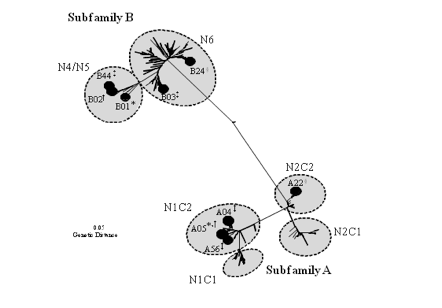 Subfamily B
N6
N4/N5
B44‡
B24
B02†
B01*
B03‡
N2C2
A22
N1C2
A04‡
A05*,†
A56‡
N2C1
0.05
Genetic Distance
Subfamily A
N1C1